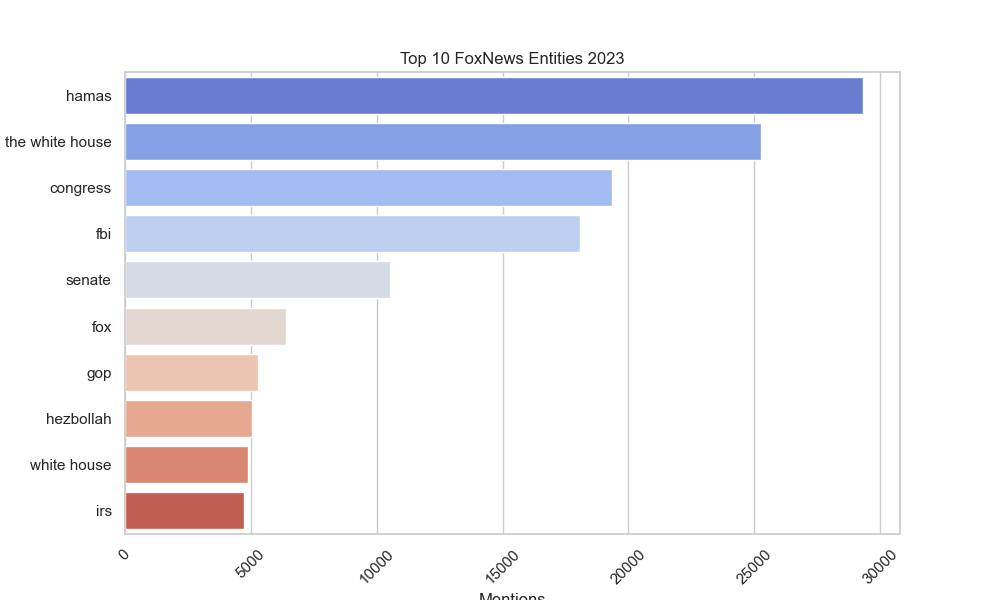 Top 10 FoxNews Entities 2023
hamas
the white house
congress
fbi
senate
fox
gop
hezbollah
white house
irs
0
5000
10000
15000
20000
25000
30000
Mentions